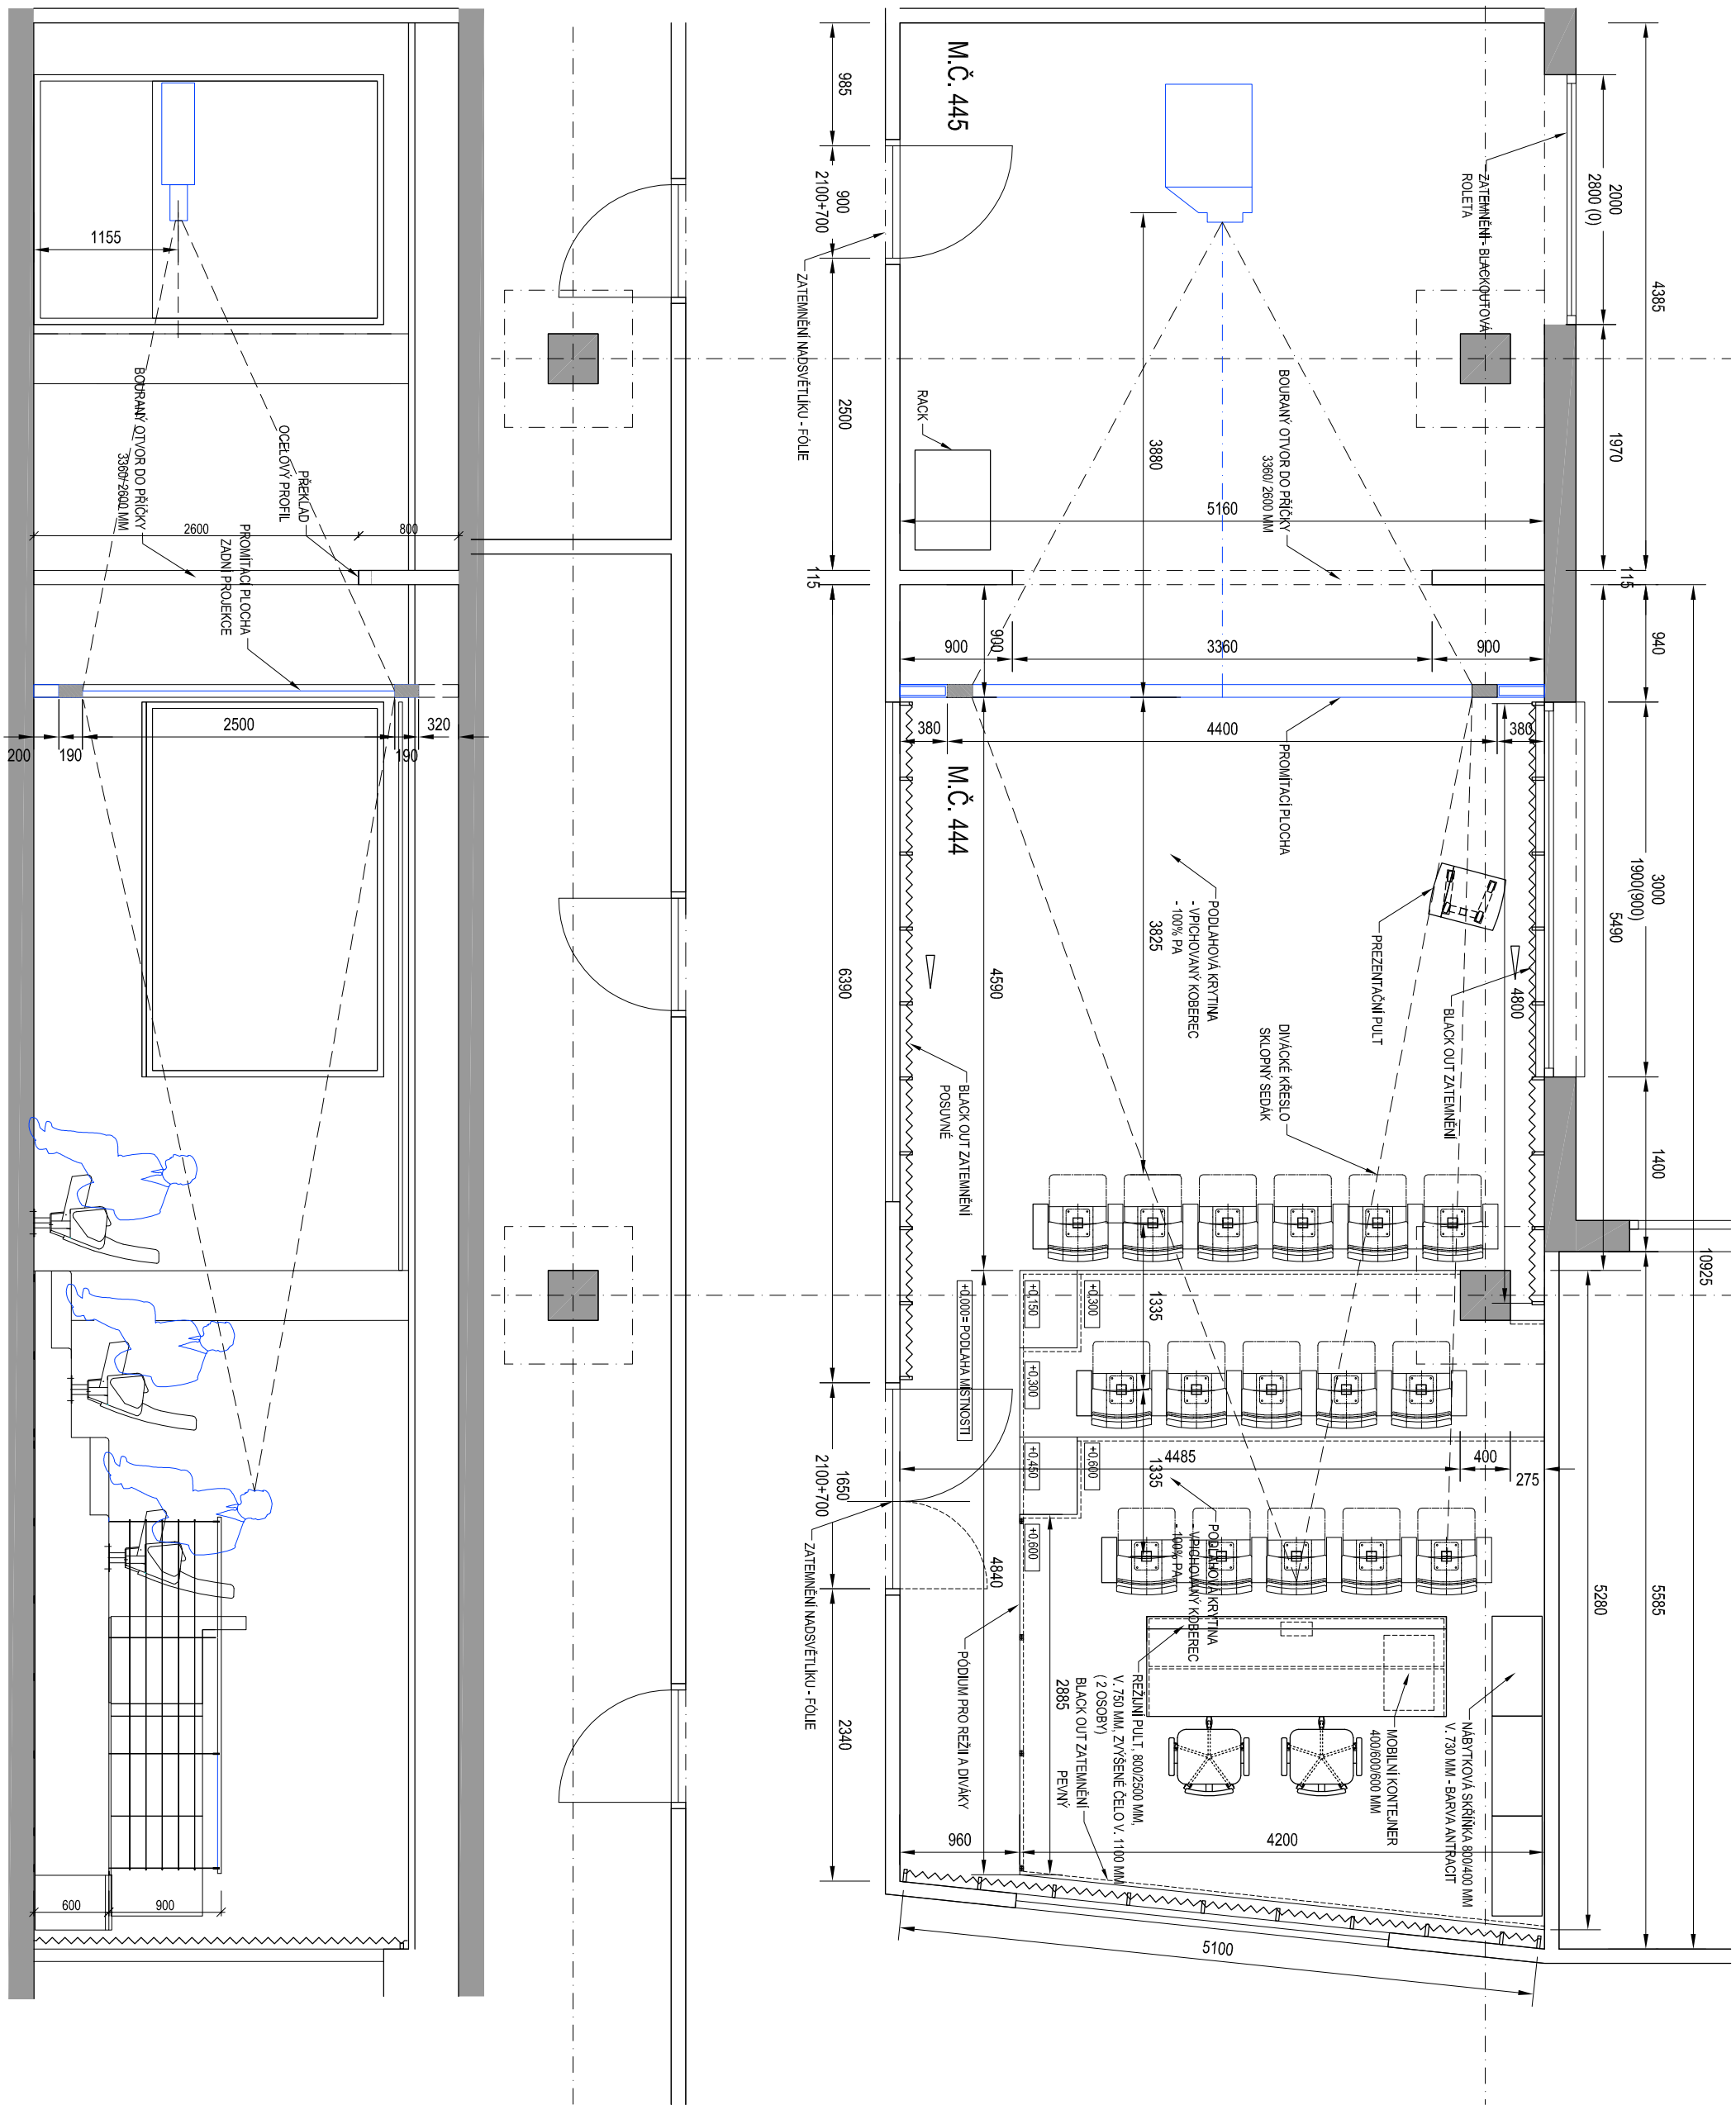 M.Č. 445
985
900
2100+700
2500
115
6390
1650
2100+700
2340
ZATEMNĚNÍ NADSVĚTLÍKU - FÓLIE
ZATEMNĚNÍ NADSVĚTLÍKU - FÓLIE
2000
2800 (0)
ZATEMNĚNÍ - BLACKOUTOVÁ
ROLETA
4385
1970
115
940
3000
1900(900)
5490
1400
10925
5585
5280
RACK
3880
5160
BOURANÝ OTVOR DO PŘÍČKY
3360/ 2600 MM
900
900
3360
900
380
4400
380
PROMÍTACÍ PLOCHA
M.Č. 444
PODLAHOVÁ KRYTINA
- VPICHOVANÝ KOBEREC
- 100% PA
3825
4590
4800
PREZENTAČNÍ PULT
BLACK OUT ZATEMNĚNÍ
DIVÁCKÉ KŘESLO
SKLOPNÝ SEDÁK
BLACK OUT ZATEMNĚNÍ
POSUVNÉ
+0,000= PODLAHA MÍSTNOSTI
+0,150
+0,300
+0,300
+0,450
+0,600
+0,600
1335
1335
4485
400
275
4840
PODLAHOVÁ KRYTINA
- VPICHOVANÝ KOBEREC
- 100% PA
PÓDIUM PRO REŽII A DIVÁKY
2885
REŽIJNÍ PULT, 800/2500 MM,
V. 750 MM, ZVÝŠENÉ ČELO V. 1100 MM
( 2 OSOBY)
BLACK OUT ZATEMNĚNÍ
PEVNÝ
MOBILNÍ KONTEJNER
400/600/600 MM
NÁBYTKOVÁ SKŘÍŇKA 800/400 MM
V. 730 MM - BARVA ANTRACIT
960
4200
5100
1155
BOURANÝ OTVOR DO PŘÍČKY
3360/ 2600 MM
PŘEKLAD
OCELOVÝ PROFIL
2600
800
PROMÍTACÍ PLOCHA
ZADNÍ PROJEKCE
200
190
2500
190
320
600
900